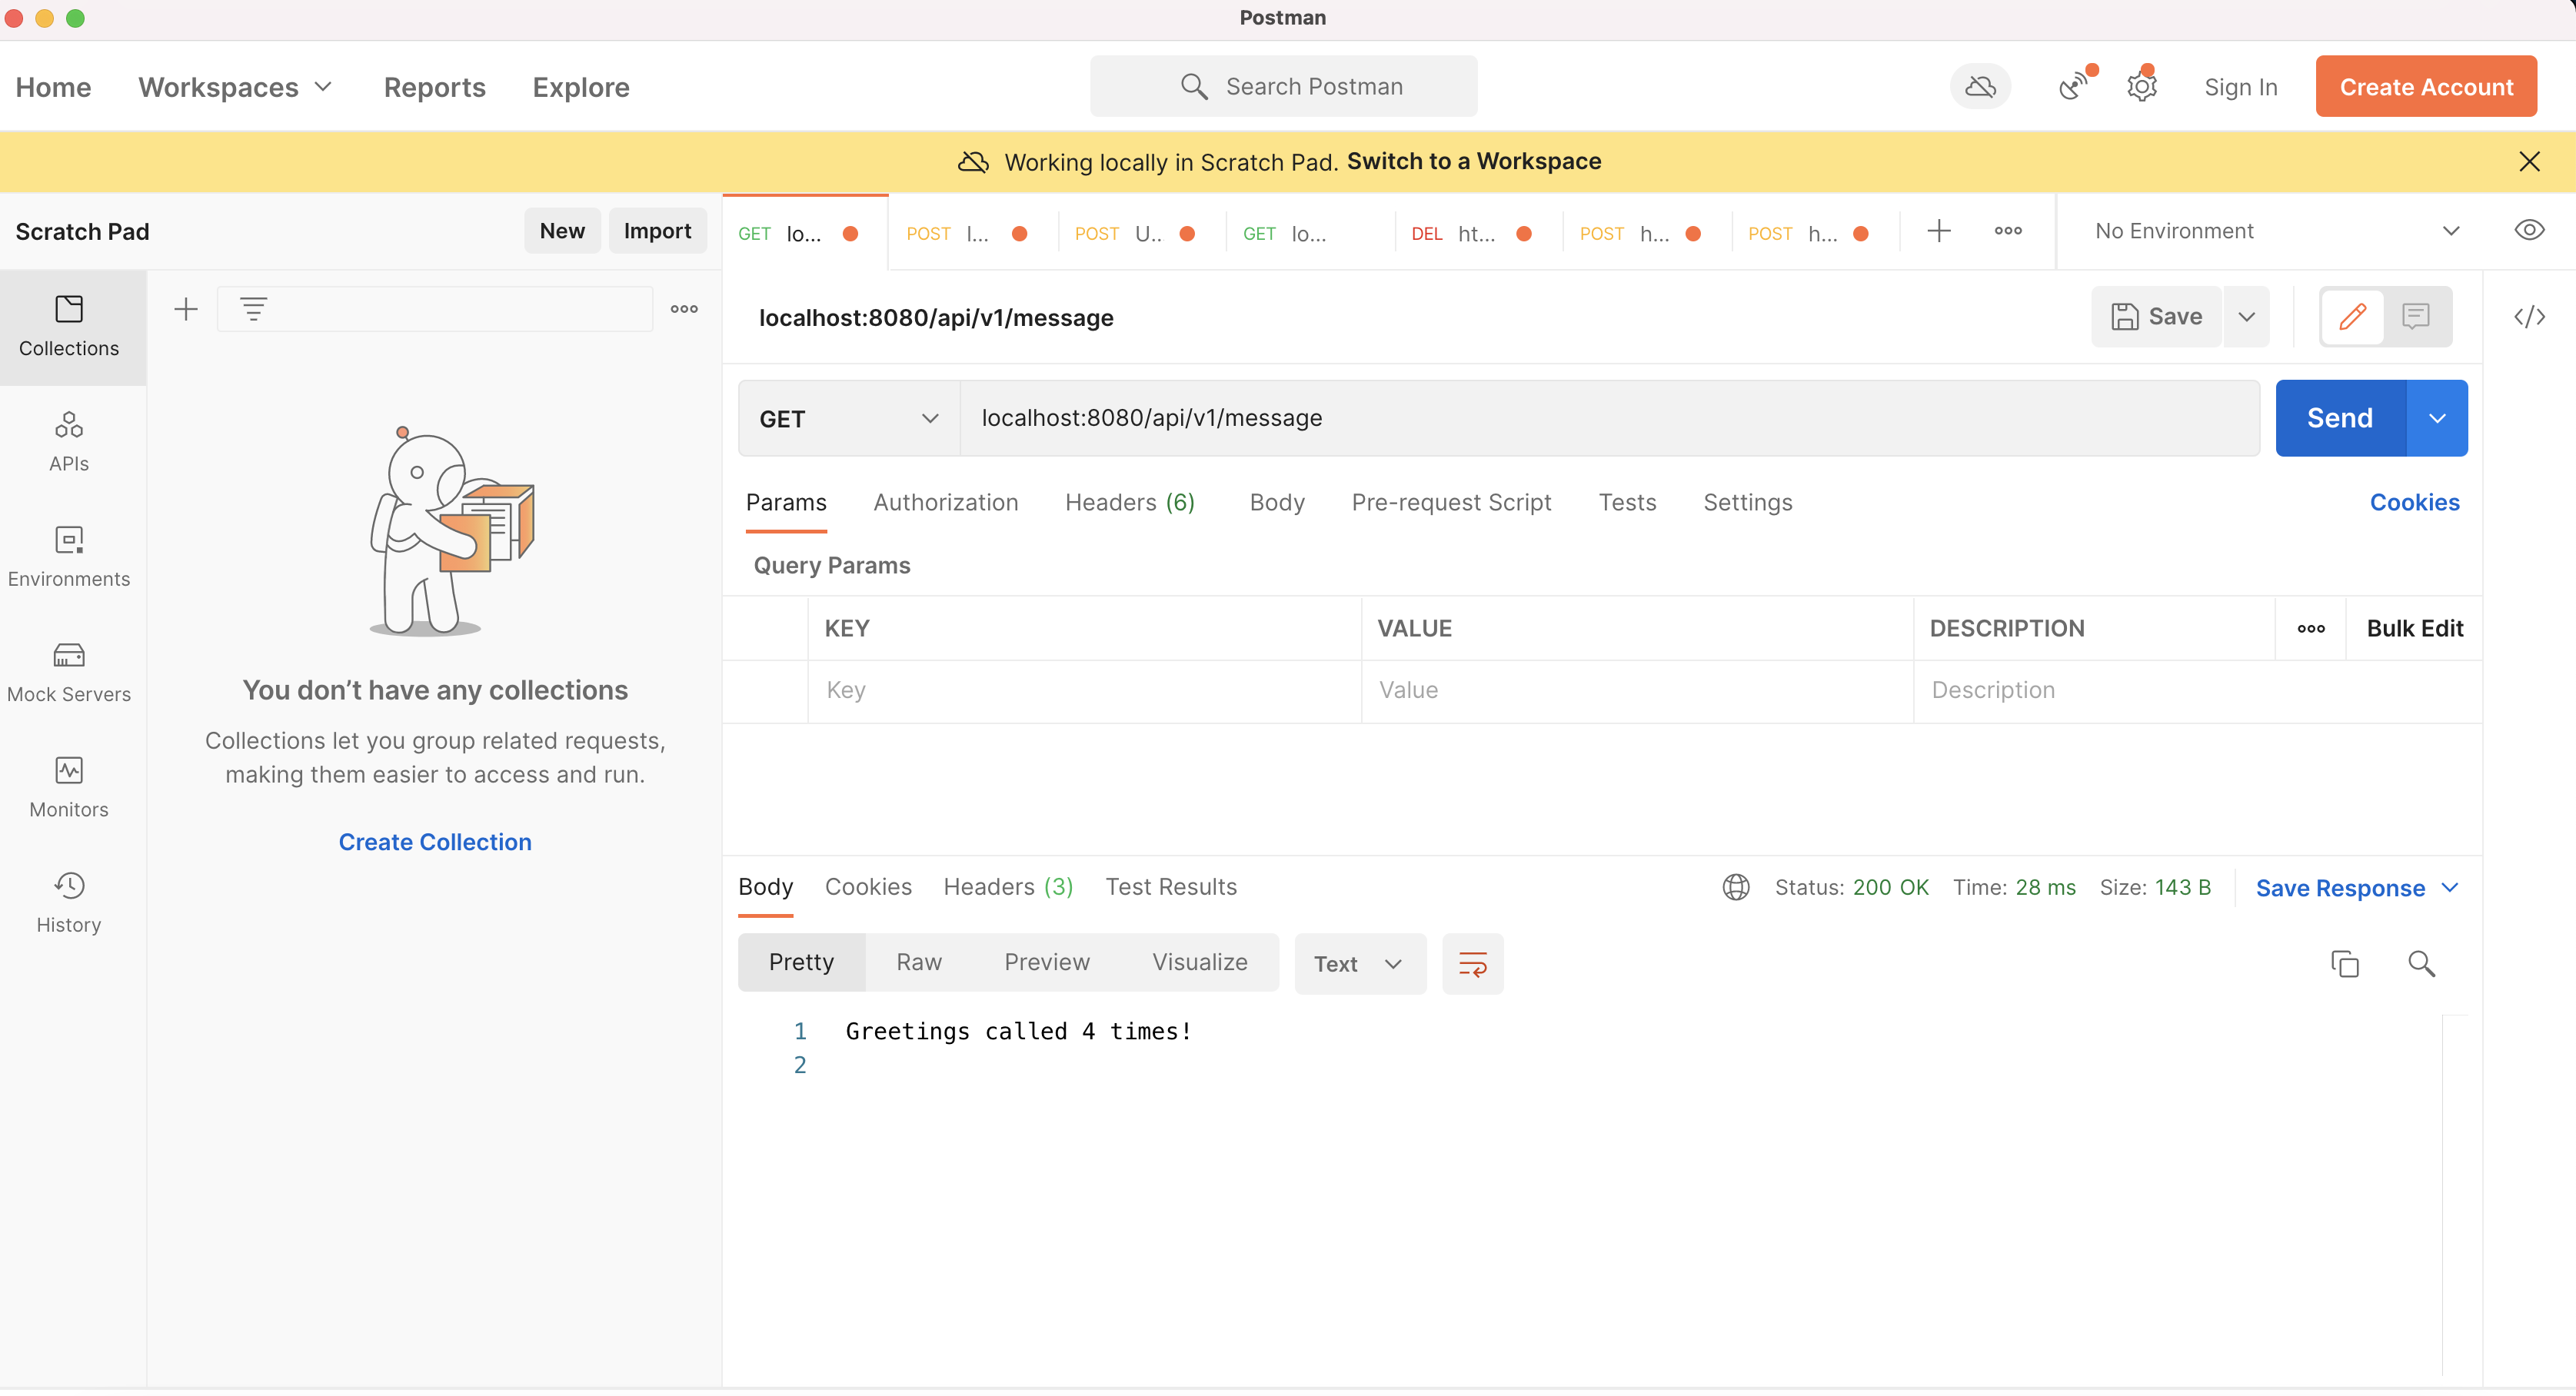 Postman
Home Workspaces Reports Explore Search Postman Sign In Create Account
Working locally in Scratch Pad. Switch to a Workspace
Scratch Pad New Import GET lo... POST l... POST U.. GET lo... DEL ht... POST h... POST h... No Environment
Collections
APIs
Environments
Mock Servers
Monitors
History
You don’t have any collections
Collections let you group related requests,
making them easier to access and run.
Create Collection
localhost:8080/api/v1/message Save
GET localhost:8080/api/v1/message Send
Params Authorization Headers (6) Body Pre-request Script Tests Settings Cookies
Query Params
KEY VALUE DESCRIPTION Bulk Edit
Key Value Description
Body Cookies Headers (3) Test Results Status: 200 OK Time: 28 ms Size: 143 B Save Response
Pretty Raw Preview Visualize Text
1 Greetings called 4 times!
2